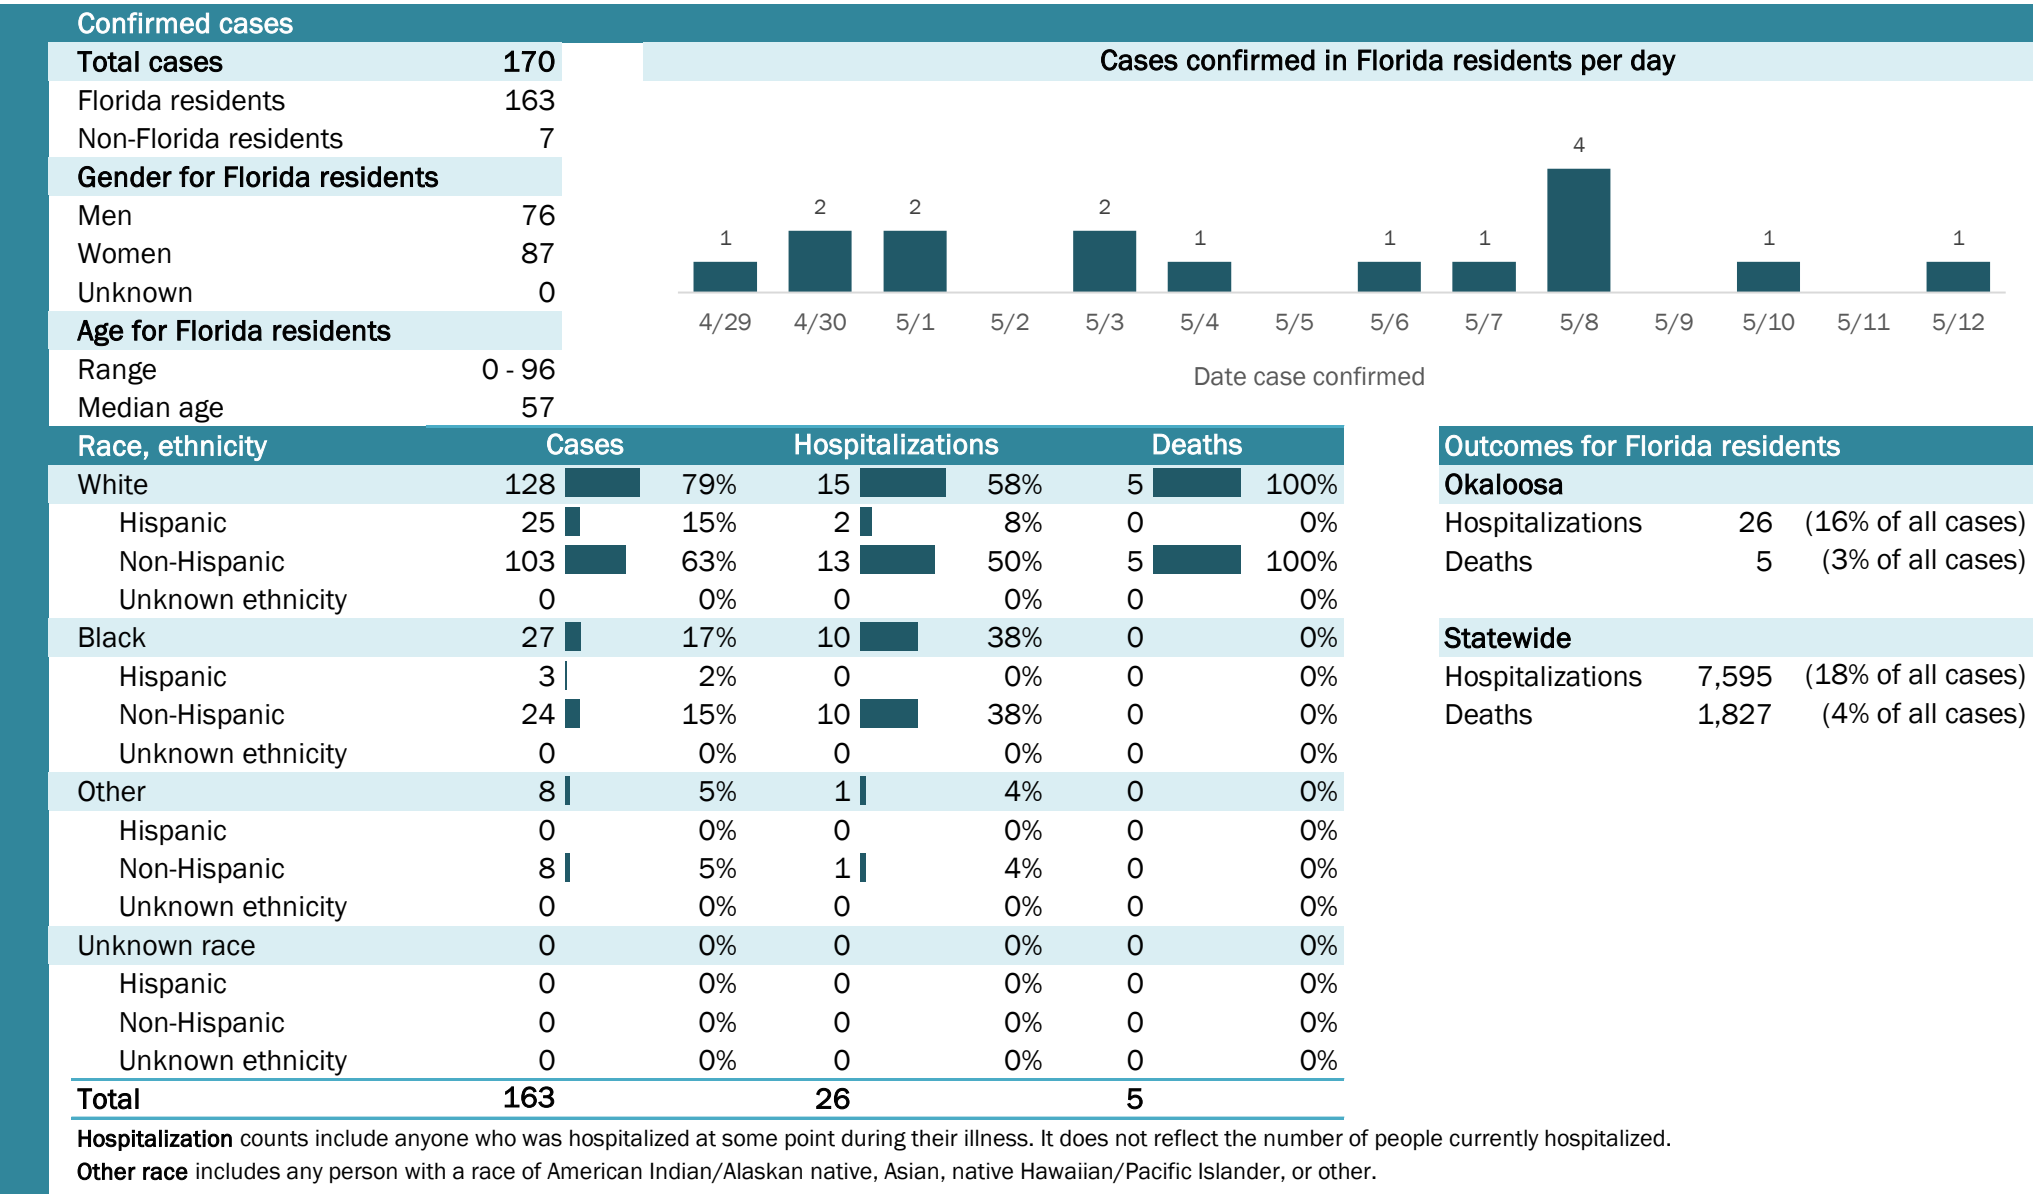 Confirmed cases
Total cases 170
Florida residents 163
Non-Florida residents 7
Gender for Florida residents
Men 76
Women 87
Unknown 0
Age for Florida residents
Range 0 - 96
Median age 57
Cases confirmed in Florida residents per day
1 2 2 2 1 1 1 4 1 1
4/29 4/30 5/1 5/2 5/3 5/4 5/5 5/6 5/7 5/8 5/9 5/10 5/11 5/12
Date case confirmed
Race, ethnicity Cases Hospitalizations Deaths
White 128 79% 15 58% 5 100%
Hispanic 25 15% 2 8% 0 0%
Non-Hispanic 103 63% 13 50% 5 100%
Unknown ethnicity 0 0% 0 0% 0 0%
Black 27 17% 10 38% 0 0%
Hispanic 3 2% 0 0% 0 0%
Non-Hispanic 24 15% 10 38% 0 0%
Unknown ethnicity 0 0% 0 0% 0 0%
Other 8 5% 1 4% 0 0%
Hispanic 0 0% 0 0% 0 0%
Non-Hispanic 8 5% 1 4% 0 0%
Unknown ethnicity 0 0% 0 0% 0 0%
Unknown race 0 0% 0 0% 0 0%
Hispanic 0 0% 0 0% 0 0%
Non-Hispanic 0 0% 0 0% 0 0%
Unknown ethnicity 0 0% 0 0% 0 0%
Total 163 26 5
Outcomes for Florida residents
Okaloosa
Hospitalizations 26 (16% of all cases)
Deaths 5 (3% of all cases)
Statewide
Hospitalizations 7,595 (18% of all cases)
Deaths 1,827 (4% of all cases)
Hospitalization counts include anyone who was hospitalized at some point during their illness. It does not reflect the number of people currently hospitalized.
Other race includes any person with a race of American Indian/Alaskan native, Asian, native Hawaiian/Pacific Islander, or other.